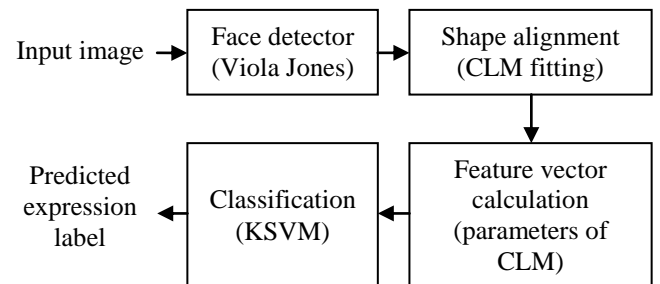 Input image
Face detector
(Viola Jones)
Shape alignment
(CLM fitting)
Feature vector
calculation
(parameters of
CLM)
Classification
(KSVM)
Predicted
expression
label